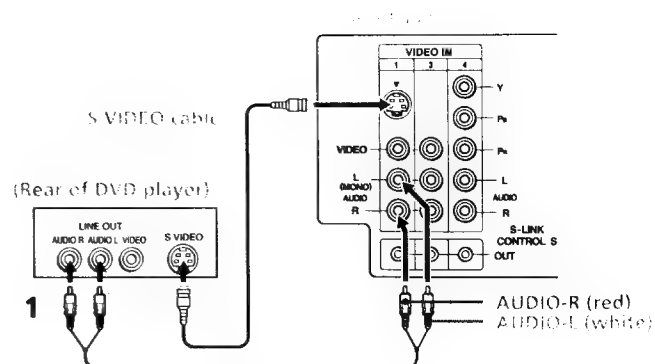 VIDEO IN
1 3 4
Y
S VIDEO cable
PB
VIDEO
PR
L
(MONO)
AUDIO
R
L
AUDIO
R
(Rear of DVD player)
LINE OUT
AUDIO R AUDIO L VIDEO
S VIDEO
S-LINK
CONTROL S
OUT
1
AUDIO-R (red)
AUDIO-L (white)